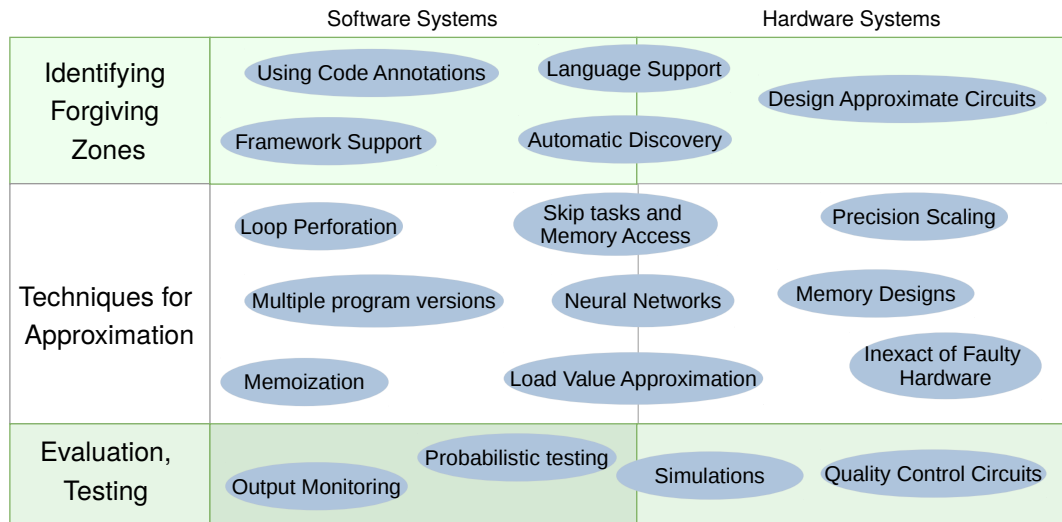 Software Systems
Hardware Systems
Identifying
Forgiving
Zones
Using Code Annotations
Language Support
Design Approximate Circuits
Framework Support
Automatic Discovery
Techniques for
Approximation
Loop Perforation
Skip tasks and
Memory Access
Precision Scaling
Multiple program versions
Neural Networks
Memory Designs
Memoization
Load Value Approximation
Inexact of Faulty
Hardware
Evaluation,
Testing
Probabilistic testing
Output Monitoring
Simulations
Quality Control Circuits